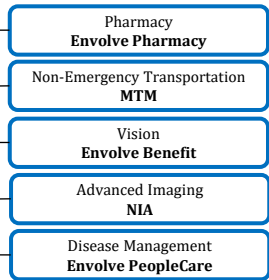 Pharmacy
Envolve Pharmacy
Non-Emergency Transportation
MTM
Vision
Envolve Benefit
Advanced Imaging
NIA
Disease Management
Envolve PeopleCare